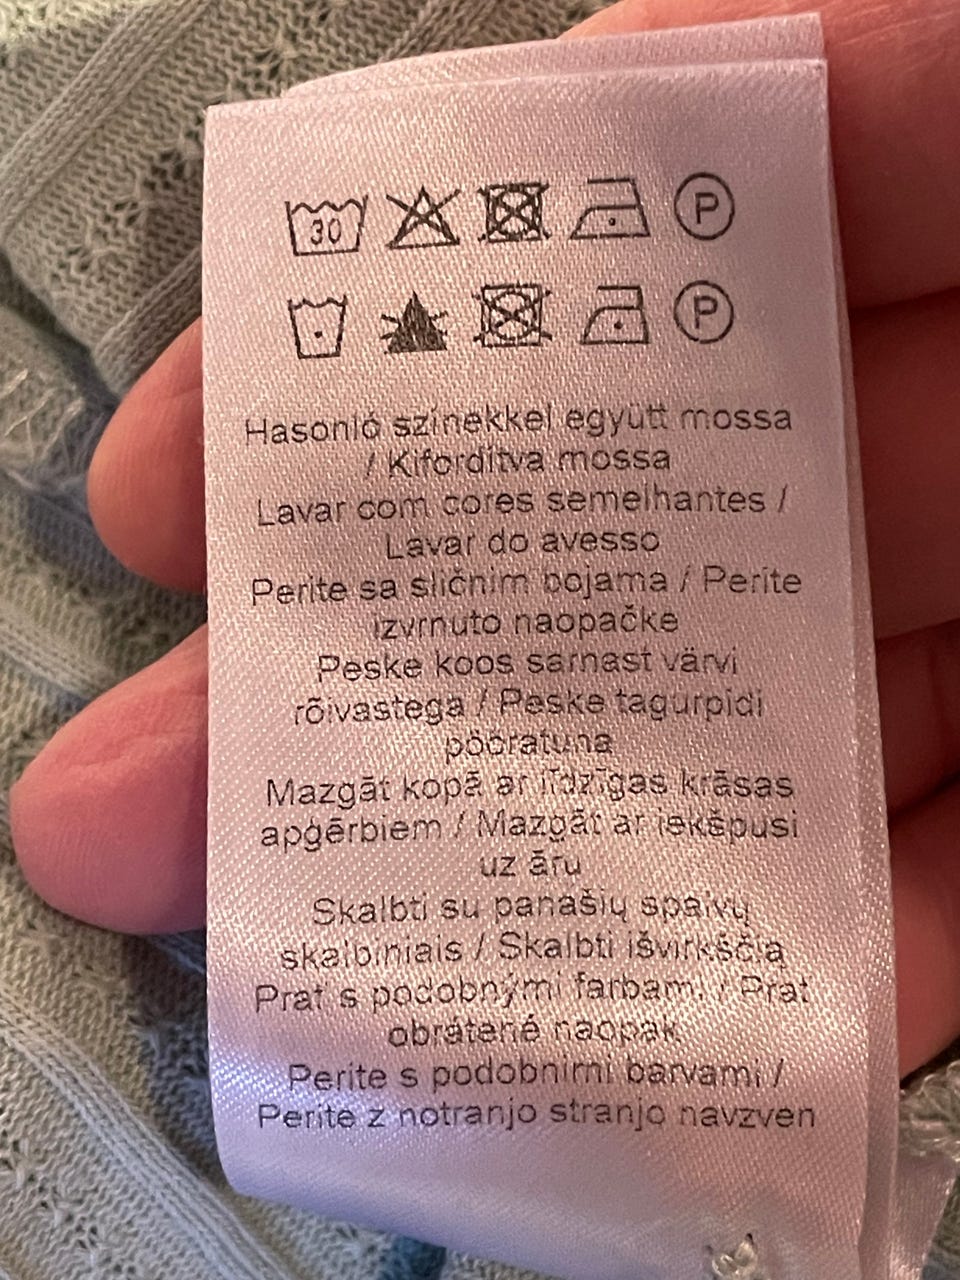 30 P
P
Hasonló színekkel együtt mossa
/ Kifordítva mossa
Lavar com cores semelhantes /
Lavar do avesso
Perite sa sličnim bojama / Perite
izvrnuto naopačke
Peske koos sarnast värvi
rõivastega / Peske tagurpidi
pööratuna
Mazgāt kopā ar līdzīgas krāsas
apģērbiem / Mazgāt ar iekšpusi
uz āru
Skalbti su panašių spalvų
skalbiniais / Skalbti išvirkščią
Prať s podobnými farbami / Prať
obrátené naopak
Perite s podobnimi barvami /
Perite z notranjo stranjo navzven